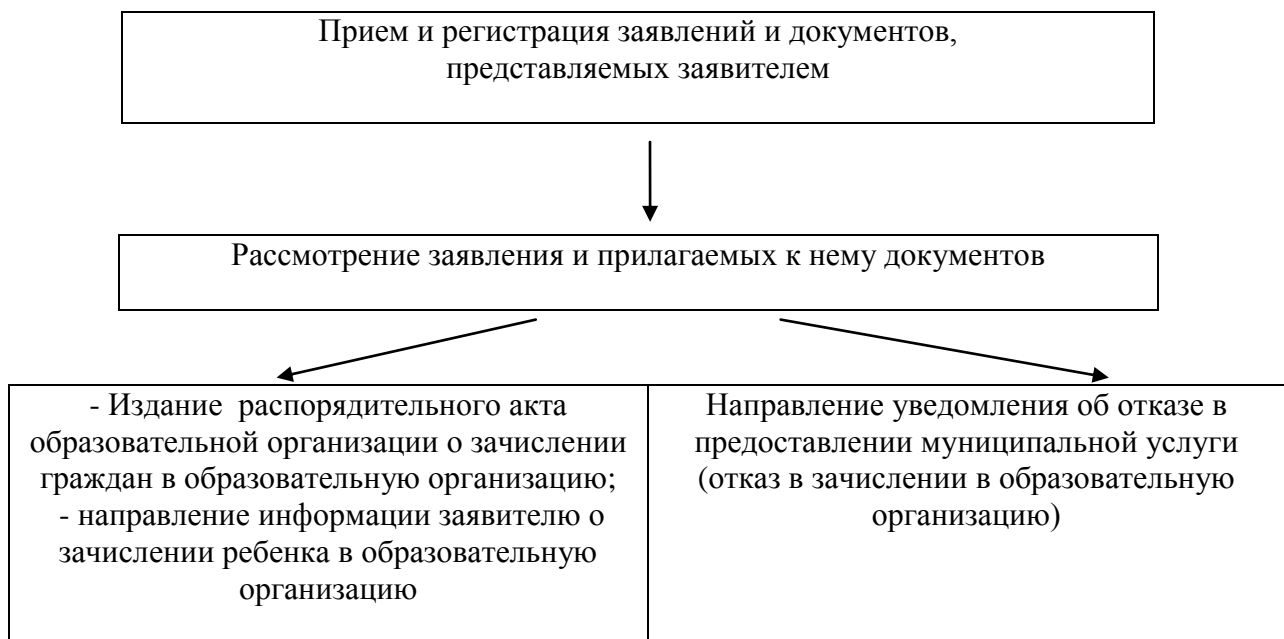 Прием и регистрация заявлений и документов,
представляемых заявителем
Рассмотрение заявления и прилагаемых к нему документов
- Издание распорядительного акта
образовательной организации о зачислении
граждан в образовательную организацию;
- направление информации заявителю о
зачислении ребенка в образовательную
организацию
Направление уведомления об отказе в
предоставлении муниципальной услуги
(отказ в зачислении в образовательную
организацию)